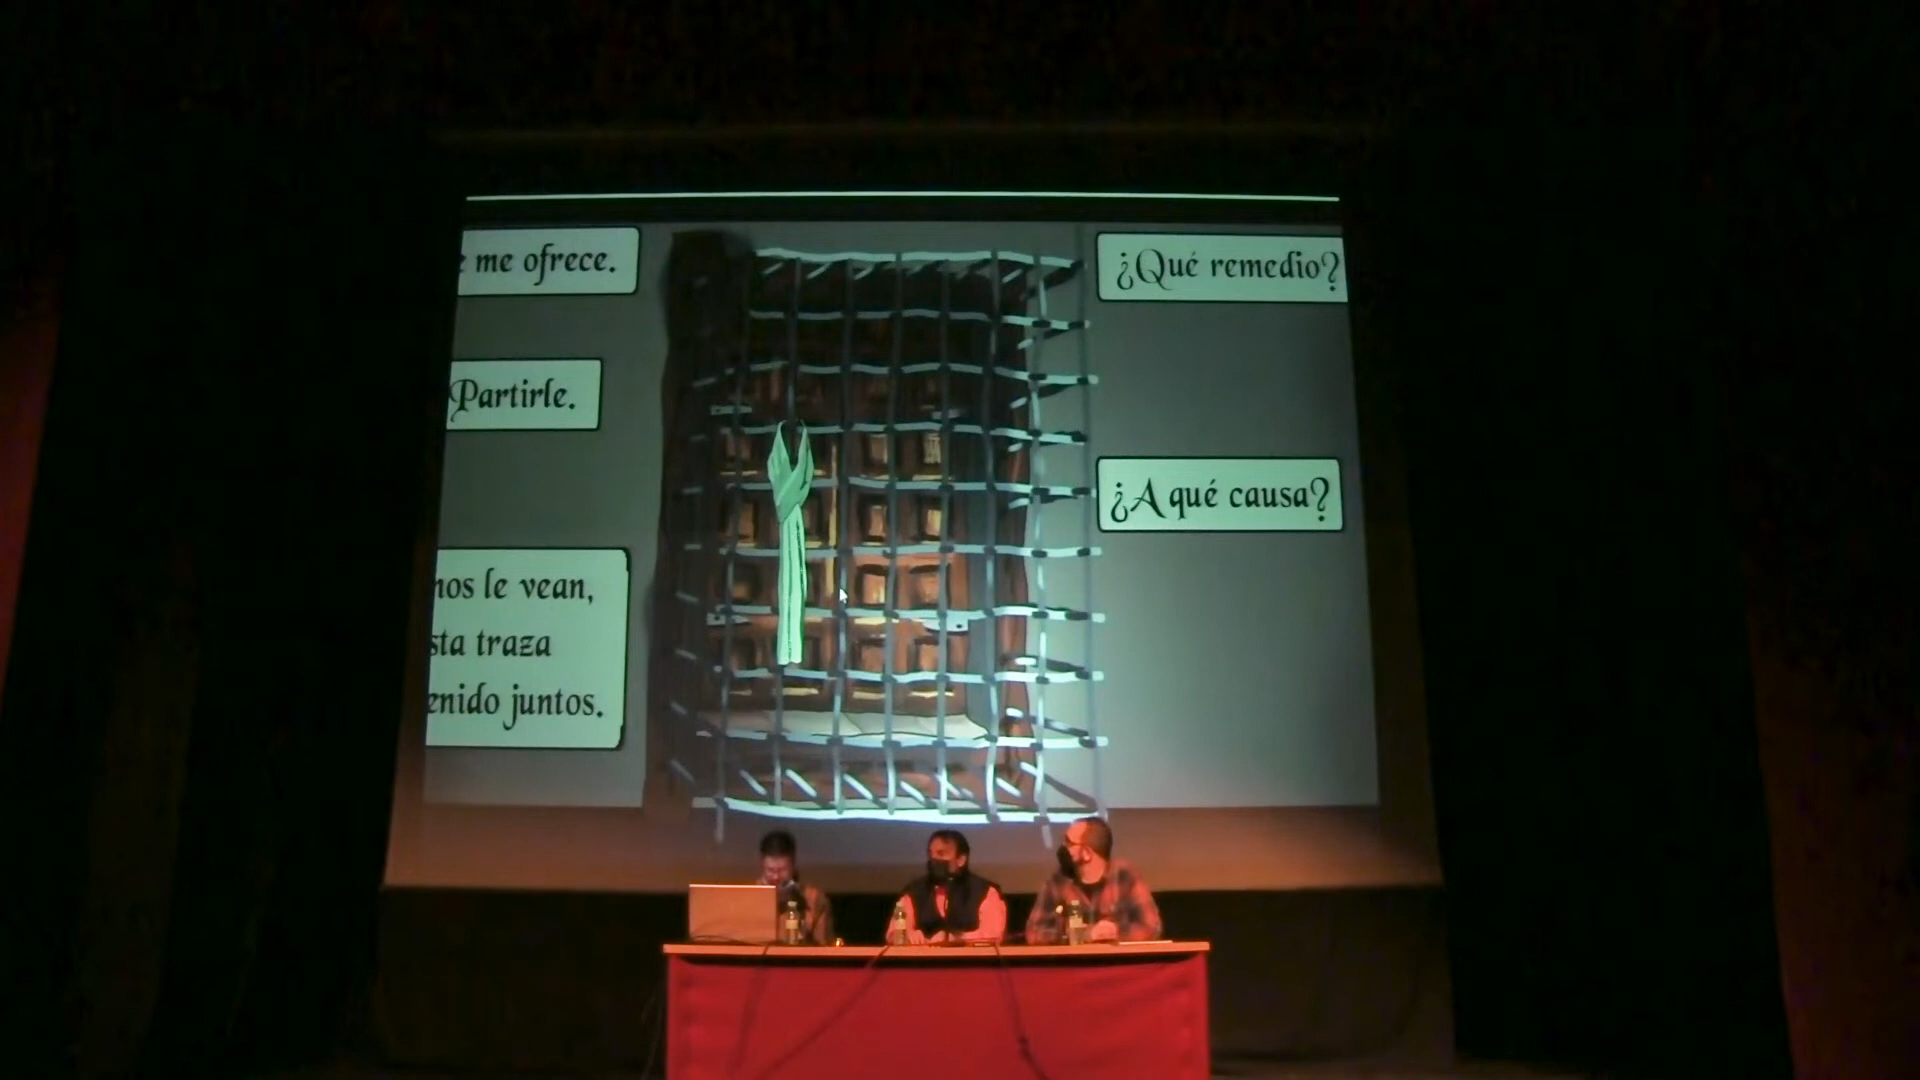 me ofrece.
Partirle.
nos le vean,
sta traza
enido juntos.
¿Qué remedio?
¿A qué causa?